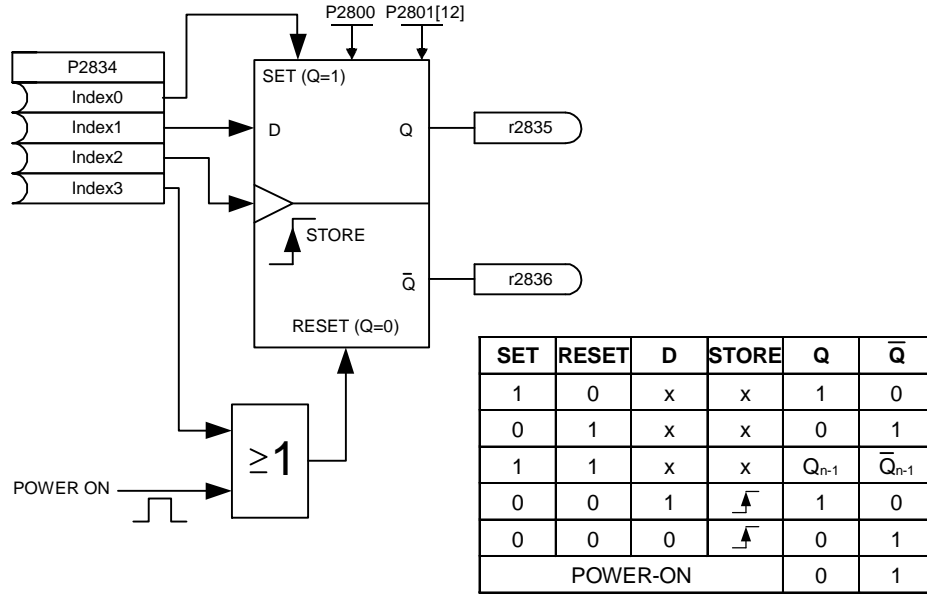 P2800 P2801[12]
P2834
Index0
Index1
Index2
Index3
SET (Q=1)
D Q
r2835
STORE
Q̅
r2836
RESET (Q=0)
≥1
POWER ON
SET RESET D STORE Q Q̅
1 0 x x 1 0
0 1 x x 0 1
1 1 x x Qn-1 Q̅n-1
0 0 1 1 0
0 0 0 0 1
POWER-ON 0 1